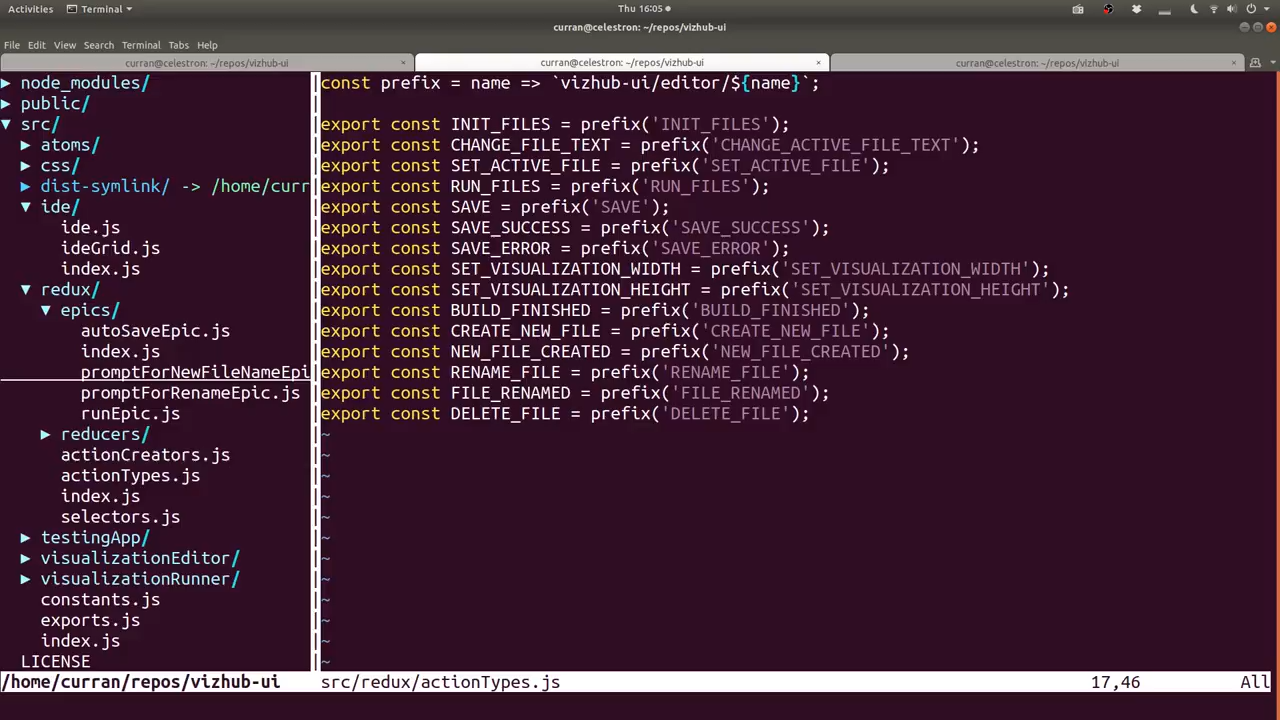 Activities Terminal Thu 16:05
curran@celestron: ~/repos/vizhub-ui
File Edit View Search Terminal Tabs Help
curran@celestron: ~/repos/vizhub-ui × curran@celestron: ~/repos/vizhub-ui × curran@celestron: ~/repos/vizhub-ui ×
▶ node_modules/
▶ public/
▼ src/
▶ atoms/
▶ css/
▶ dist-symlink/ -> /home/curr
▼ ide/
ide.js
ideGrid.js
index.js
▼ redux/
▼ epics/
autoSaveEpic.js
index.js
promptForNewFileNameEpi
promptForRenameEpic.js
runEpic.js
▶ reducers/
actionCreators.js
actionTypes.js
index.js
selectors.js
▶ testingApp/
▶ visualizationEditor/
▶ visualizationRunner/
constants.js
exports.js
index.js
LICENSE
/home/curran/repos/vizhub-ui
const prefix = name => `vizhub-ui/editor/${name}`;
export const INIT_FILES = prefix('INIT_FILES');
export const CHANGE_FILE_TEXT = prefix('CHANGE_ACTIVE_FILE_TEXT');
export const SET_ACTIVE_FILE = prefix('SET_ACTIVE_FILE');
export const RUN_FILES = prefix('RUN_FILES');
export const SAVE = prefix('SAVE');
export const SAVE_SUCCESS = prefix('SAVE_SUCCESS');
export const SAVE_ERROR = prefix('SAVE_ERROR');
export const SET_VISUALIZATION_WIDTH = prefix('SET_VISUALIZATION_WIDTH');
export const SET_VISUALIZATION_HEIGHT = prefix('SET_VISUALIZATION_HEIGHT');
export const BUILD_FINISHED = prefix('BUILD_FINISHED');
export const CREATE_NEW_FILE = prefix('CREATE_NEW_FILE');
export const NEW_FILE_CREATED = prefix('NEW_FILE_CREATED');
export const RENAME_FILE = prefix('RENAME_FILE');
export const FILE_RENAMED = prefix('FILE_RENAMED');
export const DELETE_FILE = prefix('DELETE_FILE');
~
~
~
~
~
~
~
~
~
~
~
~
src/redux/actionTypes.js 17,46 All